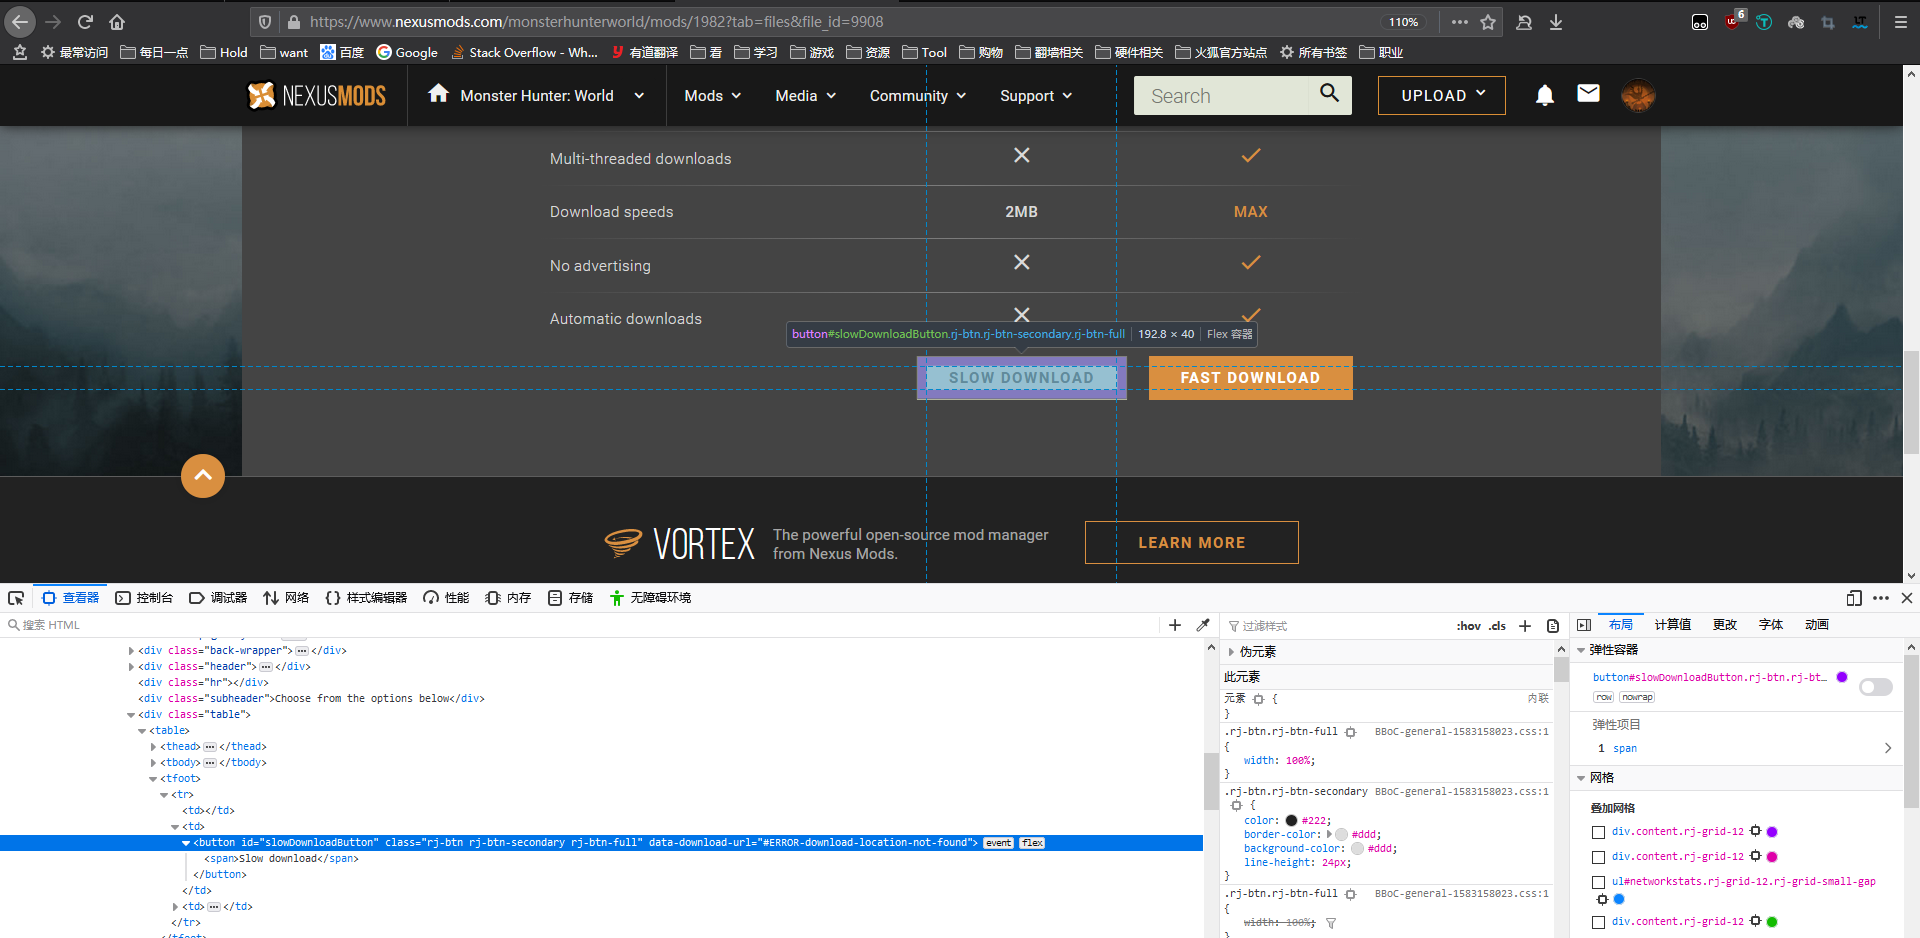 https://www.nexusmods.com/monsterhunterworld/mods/1982?tab=files&file_id=9908
110%
6
最常访问 每日一点 Hold want 百度 Google Stack Overflow - Wh... 有道翻译 看 学习 游戏 资源 Tool 购物 翻墙相关 硬件相关 火狐官方站点 所有书签 职业
NEXUSMODS Monster Hunter: World Mods Media Community Support Search UPLOAD
Multi-threaded downloads
Download speeds 2MB MAX
No advertising
Automatic downloads
button#slowDownloadButton.rj-btn.rj-btn-secondary.rj-btn-full 192.8 × 40 Flex 容器
SLOW DOWNLOAD FAST DOWNLOAD
VORTEX
The powerful open-source mod manager
from Nexus Mods.
LEARN MORE
查看器 控制台 调试器 网络 {} 样式编辑器 性能 内存 存储 无障碍环境
搜索 HTML
<div class="back-wrapper">…</div>
<div class="header">…</div>
<div class="hr"></div>
<div class="subheader">Choose from the options below</div>
<div class="table">
<table>
<thead>…</thead>
<tbody>…</tbody>
<tfoot>
<tr>
<td></td>
<td>
<button id="slowDownloadButton" class="rj-btn rj-btn-secondary rj-btn-full" data-download-url="#ERROR-download-location-not-found"> event flex
<span>Slow download</span>
</button>
</td>
<td>…</td>
</tr>
过滤样式 :hov .cls
伪元素
此元素
元素 { 内联
}
.rj-btn.rj-btn-full BBoC-general-1583158023.css:1
{
width: 100%;
}
.rj-btn.rj-btn-secondary BBoC-general-1583158023.css:1
{
color: #222;
border-color: #ddd;
background-color: #ddd;
line-height: 24px;
}
.rj-btn.rj-btn-full BBoC-general-1583158023.css:1
{
width: 100%;
布局 计算值 更改 字体 动画
弹性容器
button#slowDownloadButton.rj-btn.rj-bt…
row nowrap
弹性项目
1 span
网格
叠加网格
div.content.rj-grid-12
div.content.rj-grid-12
ul#networkstats.rj-grid-12.rj-grid-small-gap
div.content.rj-grid-12